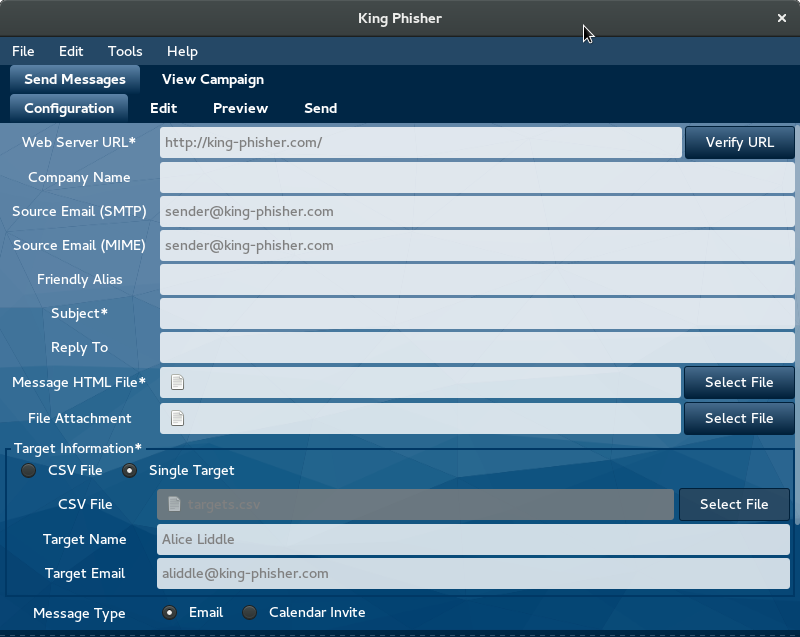 King Phisher
File Edit Tools Help
Send Messages View Campaign
Configuration Edit Preview Send
Web Server URL* http://king-phisher.com/ Verify URL
Company Name
Source Email (SMTP) sender@king-phisher.com
Source Email (MIME) sender@king-phisher.com
Friendly Alias
Subject*
Reply To
Message HTML File* Select File
File Attachment Select File
Target Information*
CSV File Single Target
CSV File targets.csv Select File
Target Name Alice Liddle
Target Email aliddle@king-phisher.com
Message Type Email Calendar Invite